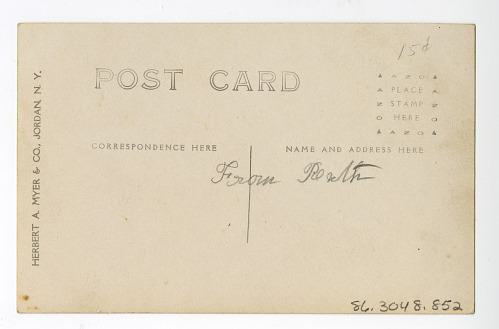 15¢
POST CARD
▲ A Z O ▲
PLACE
STAMP
HERE
▲ A Z O ▲
CORRESPONDENCE HERE
NAME AND ADDRESS HERE
From Ruth
HERBERT A. MYER & CO., JORDAN, N. Y.
86.3048.852